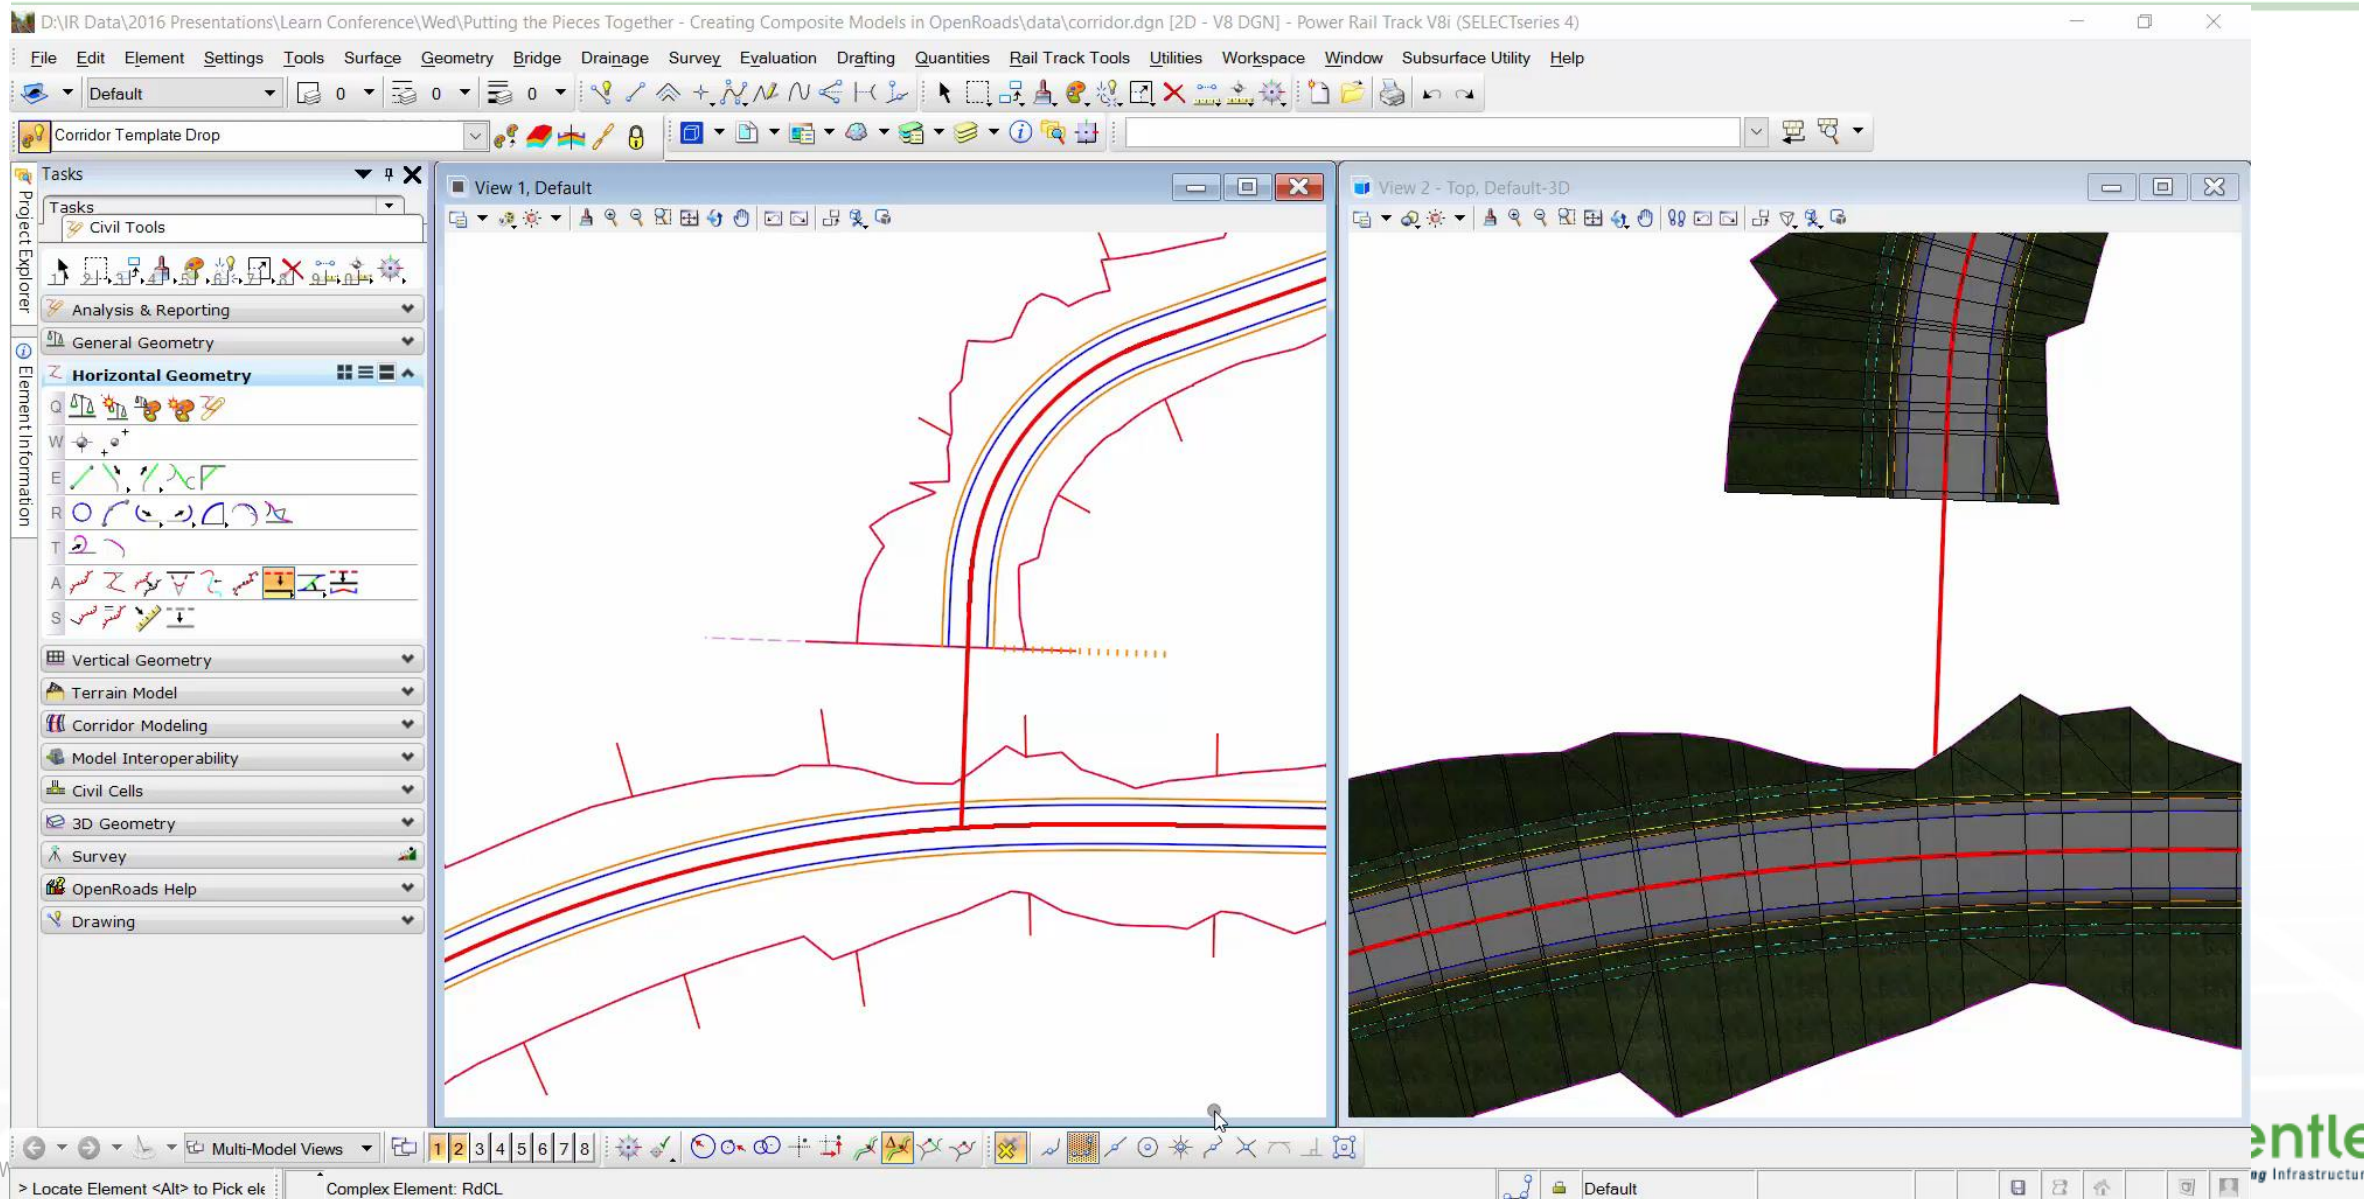 D:\IR Data\2016 Presentations\Learn Conference\Wed\Putting the Pieces Together - Creating Composite Models in OpenRoads\data\corridor.dgn [2D - V8 DGN] - Power Rail Track V8i (SELECTseries 4)
File Edit Element Settings Tools Surface Geometry Bridge Drainage Survey Evaluation Drafting Quantities Rail Track Tools Utilities Workspace Window Subsurface Utility Help
Default 0 0 0
Corridor Template Drop
Project Explorer
Element Information
Tasks
Tasks
Civil Tools
Analysis & Reporting
General Geometry
Horizontal Geometry
Q
W
E
R
T
A
S
Vertical Geometry
Terrain Model
Corridor Modeling
Model Interoperability
Civil Cells
3D Geometry
Survey
OpenRoads Help
Drawing
View 1, Default
View 2 - Top, Default-3D
Multi-Model Views 1 2 3 4 5 6 7 8
> Locate Element <Alt> to Pick ele Complex Element: RdCL Default
entle
ng Infrastructur